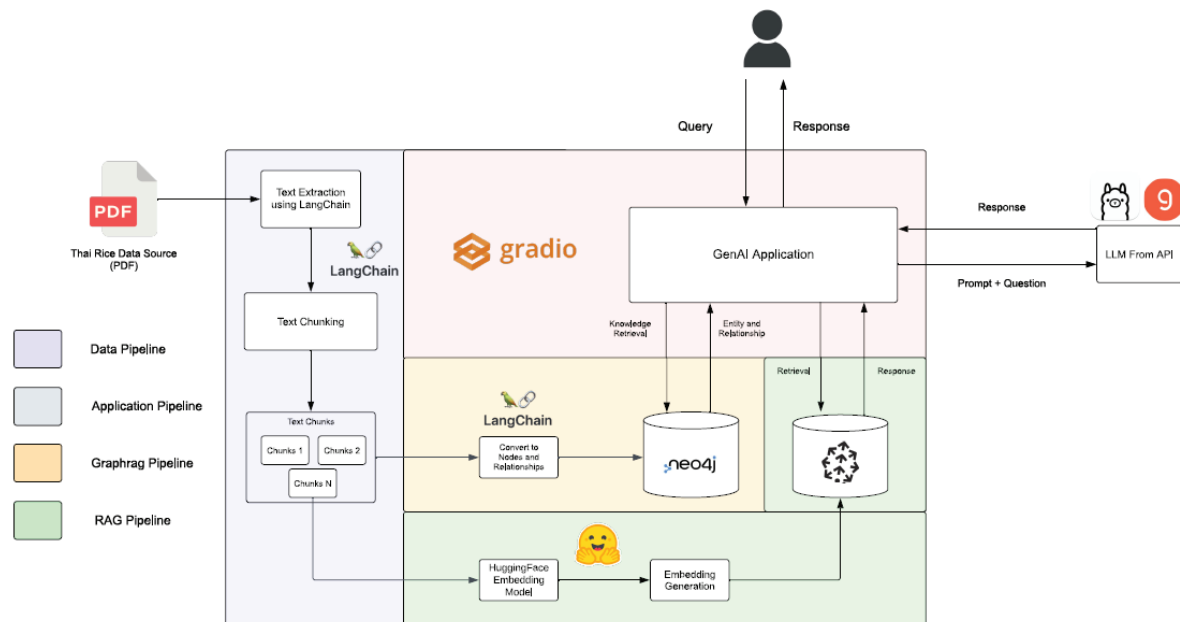 Query
Response
Text Extraction
using LangChain
PDF
Thai Rice Data Source
(PDF)
LangChain
gradio
GenAI Application
Response
LLM From API
Prompt + Question
Text Chunking
Knowledge
Retrieval
Entity and
Relationship
Data Pipeline
Application Pipeline
Graphrag Pipeline
RAG Pipeline
Retrieval
Response
LangChain
Text Chunks
Chunks 1
Chunks 2
Chunks N
Convert to
Nodes and
Relationships
neo4j
HuggingFace
Embedding
Model
Embedding
Generation